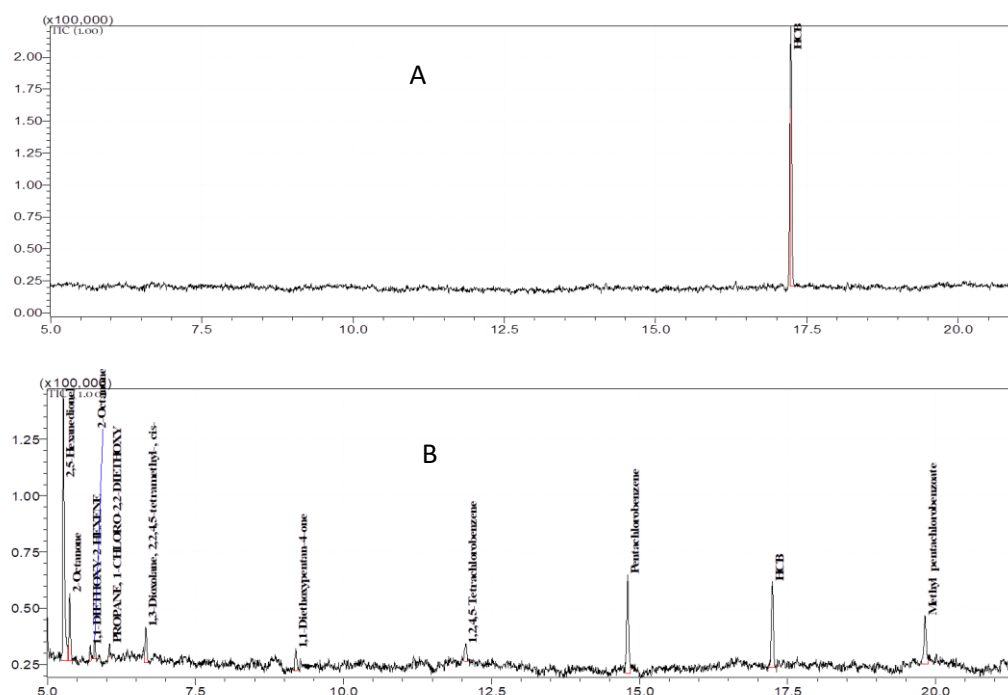 (x100,000)
TIC (1.00)
2.00
1.75
1.50
1.25
1.00
0.75
0.50
0.25
0.00
A
HCB
5.0 7.5 10.0 12.5 15.0 17.5 20.0
(x100,000)
TIC (1.00)
1.25
1.00
0.75
0.50
0.25
B
2,5-Hexanedione
2-Octanone
1,1-DIETHOXY-2-HEXENE
2-Octanone
PROPANE, 1-CHLORO-2,2-DIETHOXY
1,3-Dioxolane, 2,2,4,5-tetramethyl-, cis-
1,1-Diethoxypentan-4-one
1,2,4,5-Tetrachlorobenzene
Pentachlorobenzene
HCB
Methyl pentachlorobenzoate
5.0 7.5 10.0 12.5 15.0 17.5 20.0